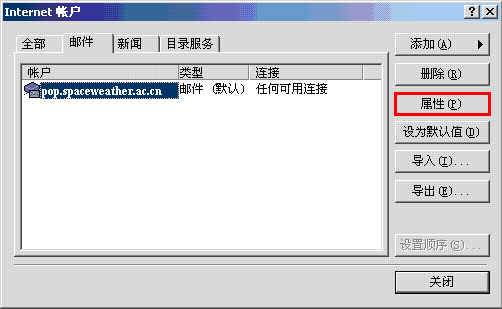 Internet 帐户
全部 邮件 新闻 目录服务
帐户 类型 连接
pop.spaceweather.ac.cn 邮件 (默认) 任何可用连接
添加(A)
删除(R)
属性(P)
设为默认值(D)
导入(I)...
导出(E)...
设置顺序(S)...
关闭